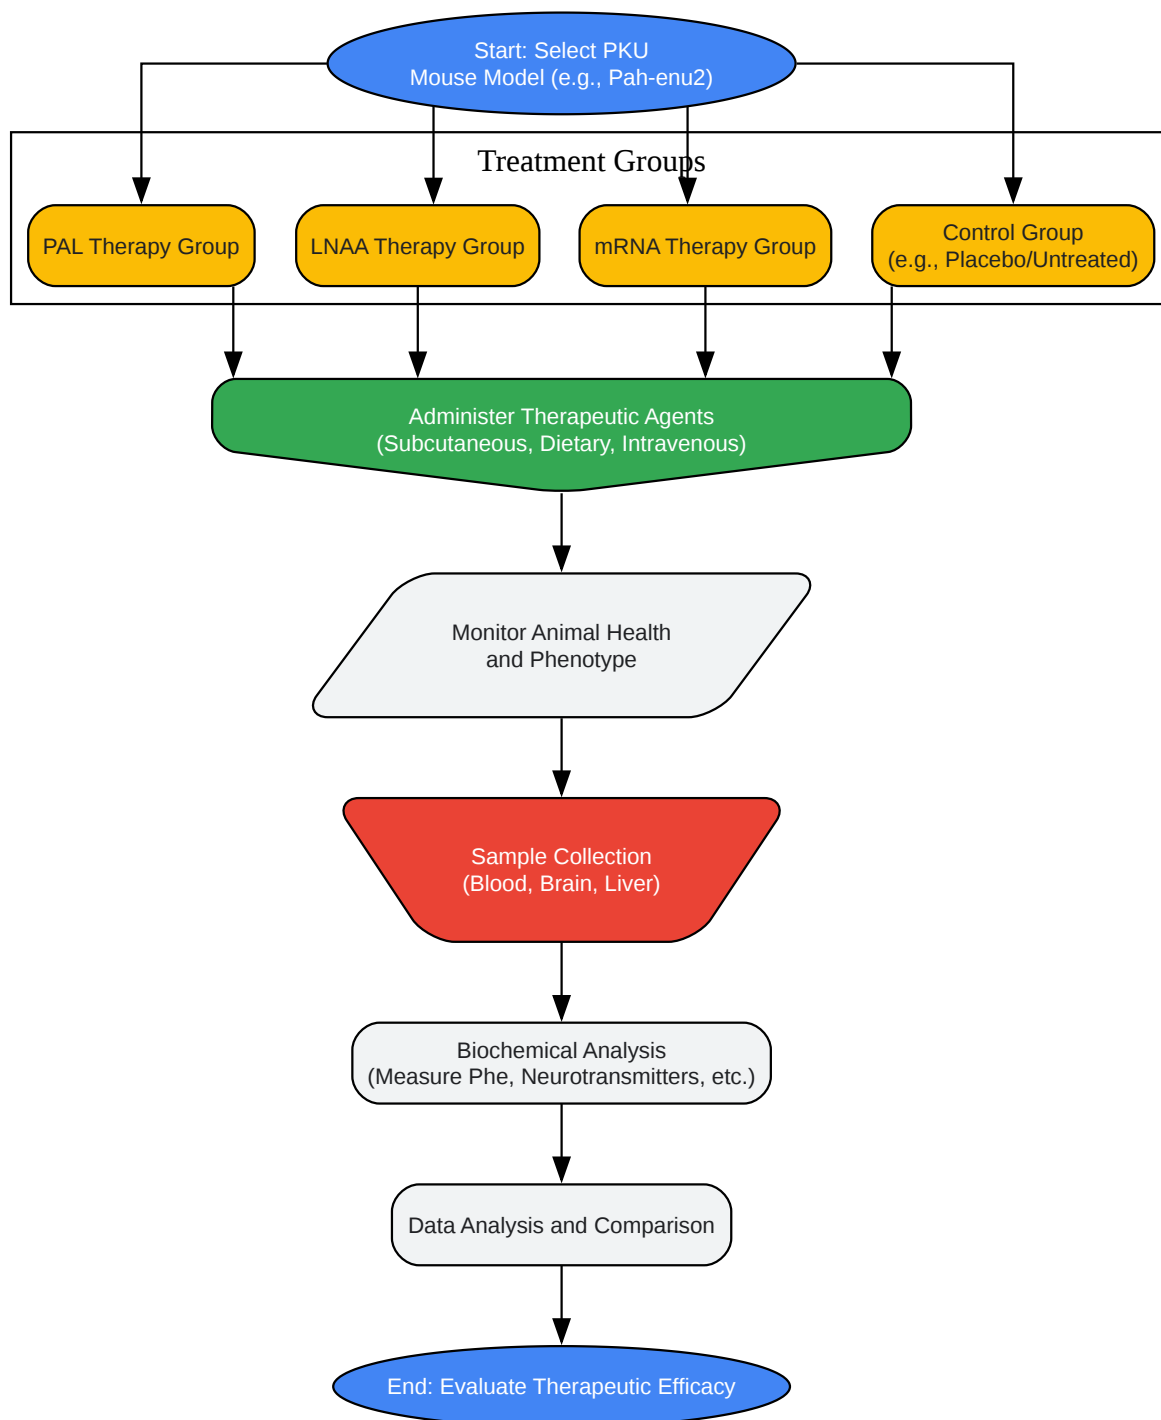 Start: Select PKU
Mouse Model (e.g., Pah-enu2)
Treatment Groups
PAL Therapy Group
LNAA Therapy Group
mRNA Therapy Group
Control Group
(e.g., Placebo/Untreated)
Administer Therapeutic Agents
(Subcutaneous, Dietary, Intravenous)
Monitor Animal Health
and Phenotype
Sample Collection
(Blood, Brain, Liver)
Biochemical Analysis
(Measure Phe, Neurotransmitters, etc.)
Data Analysis and Comparison
End: Evaluate Therapeutic Efficacy